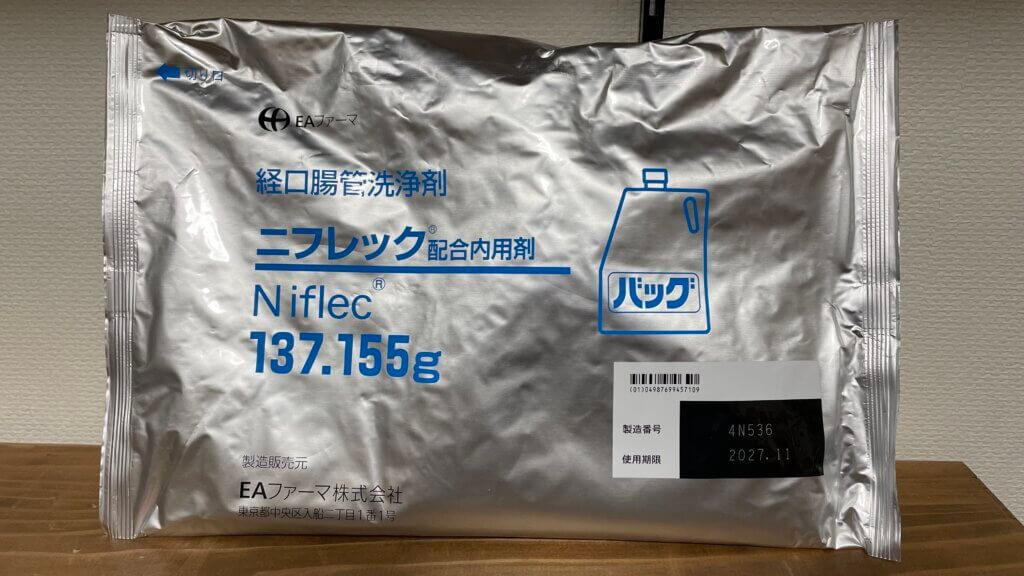 切り口
EAファーマ
経口腸管洗浄剤
ニフレック®配合内用剤
Niflec®
137.155g
バッグ
(01)04987699457109
製造番号 4N536
使用期限 2027.11
製造販売元
EAファーマ株式会社
東京都中央区入船二丁目1番1号